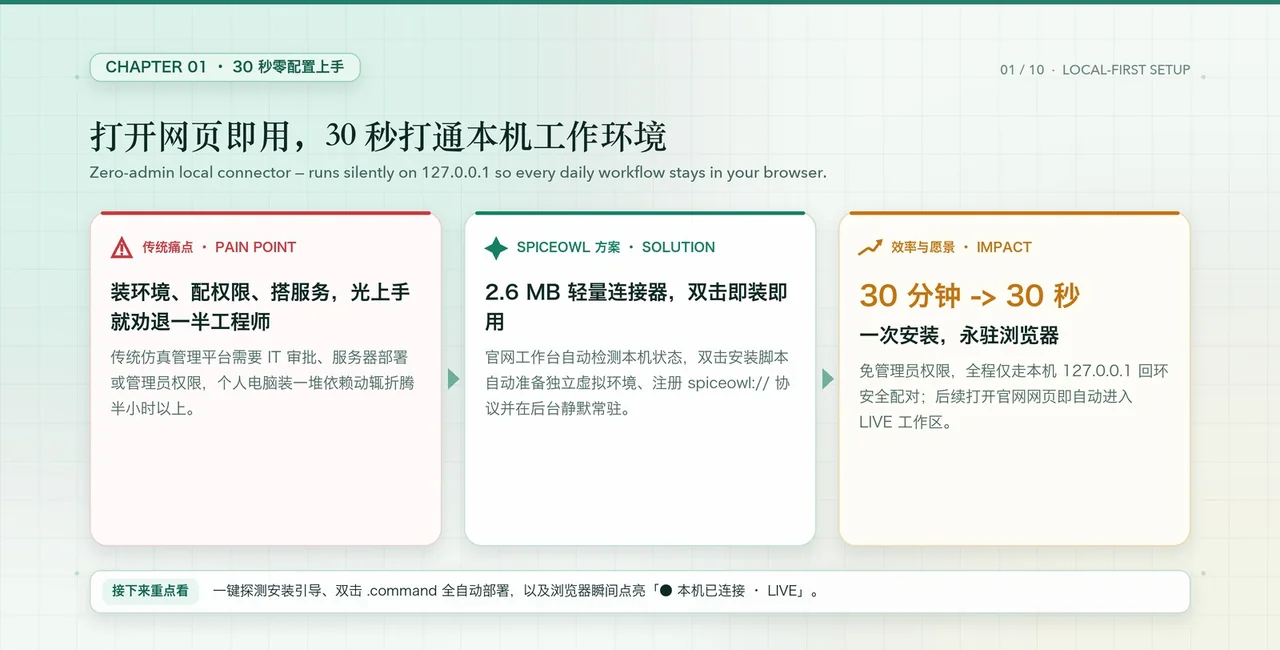 CHAPTER 01 · 30 秒零配置上手
01 / 10 · LOCAL-FIRST SETUP
打开网页即用，30 秒打通本机工作环境
Zero-admin local connector – runs silently on 127.0.0.1 so every daily workflow stays in your browser.
传统痛点 · PAIN POINT
装环境、配权限、搭服务，光上手
就劝退一半工程师
传统仿真管理平台需要 IT 审批、服务器部署
或管理员权限，个人电脑装一堆依赖动辄折腾
半小时以上。
SPICEOWL 方案 · SOLUTION
2.6 MB 轻量连接器，双击即装即
用
官网工作台自动检测本机状态，双击安装脚本
自动准备独立虚拟环境、注册 spiceowl:// 协
议并在后台静默常驻。
效率与愿景 · IMPACT
30 分钟 -> 30 秒
一次安装，永驻浏览器
免管理员权限，全程仅走本机 127.0.0.1 回环
安全配对；后续打开官网网页即自动进入
LIVE 工作区。
接下来重点看
一键探测安装引导、双击 .command 全自动部署，以及浏览器瞬间点亮「● 本机已连接 · LIVE」。